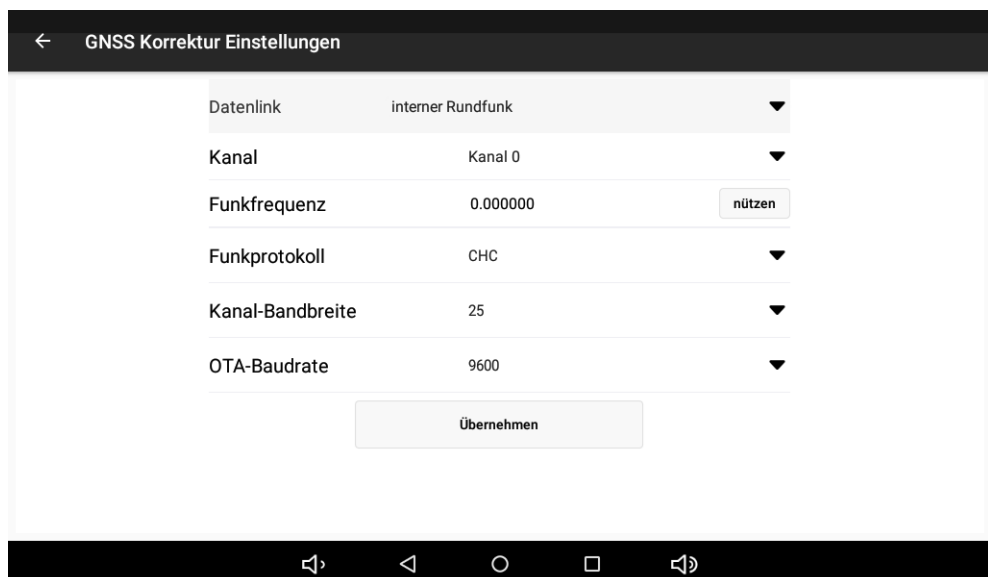 GNSS Korrektur Einstellungen
Datenlink interner Rundfunk
Kanal Kanal 0
Funkfrequenz 0.000000 nützen
Funkprotokoll CHC
Kanal-Bandbreite 25
OTA-Baudrate 9600
Übernehmen